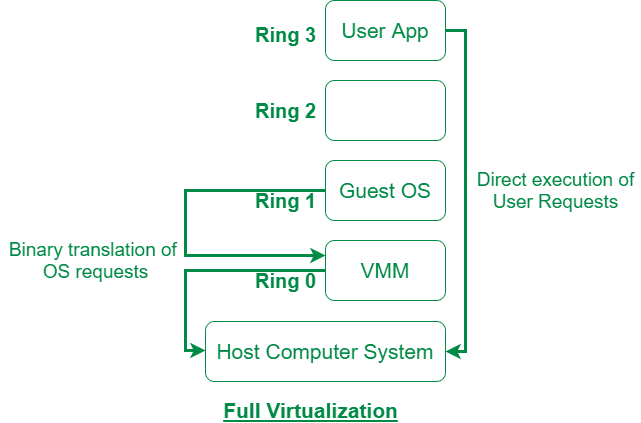 Ring 3
User App
Ring 2
Direct execution of
User Requests
Ring 1
Guest OS
Binary translation of
OS requests
Ring 0
VMM
Host Computer System
Full Virtualization